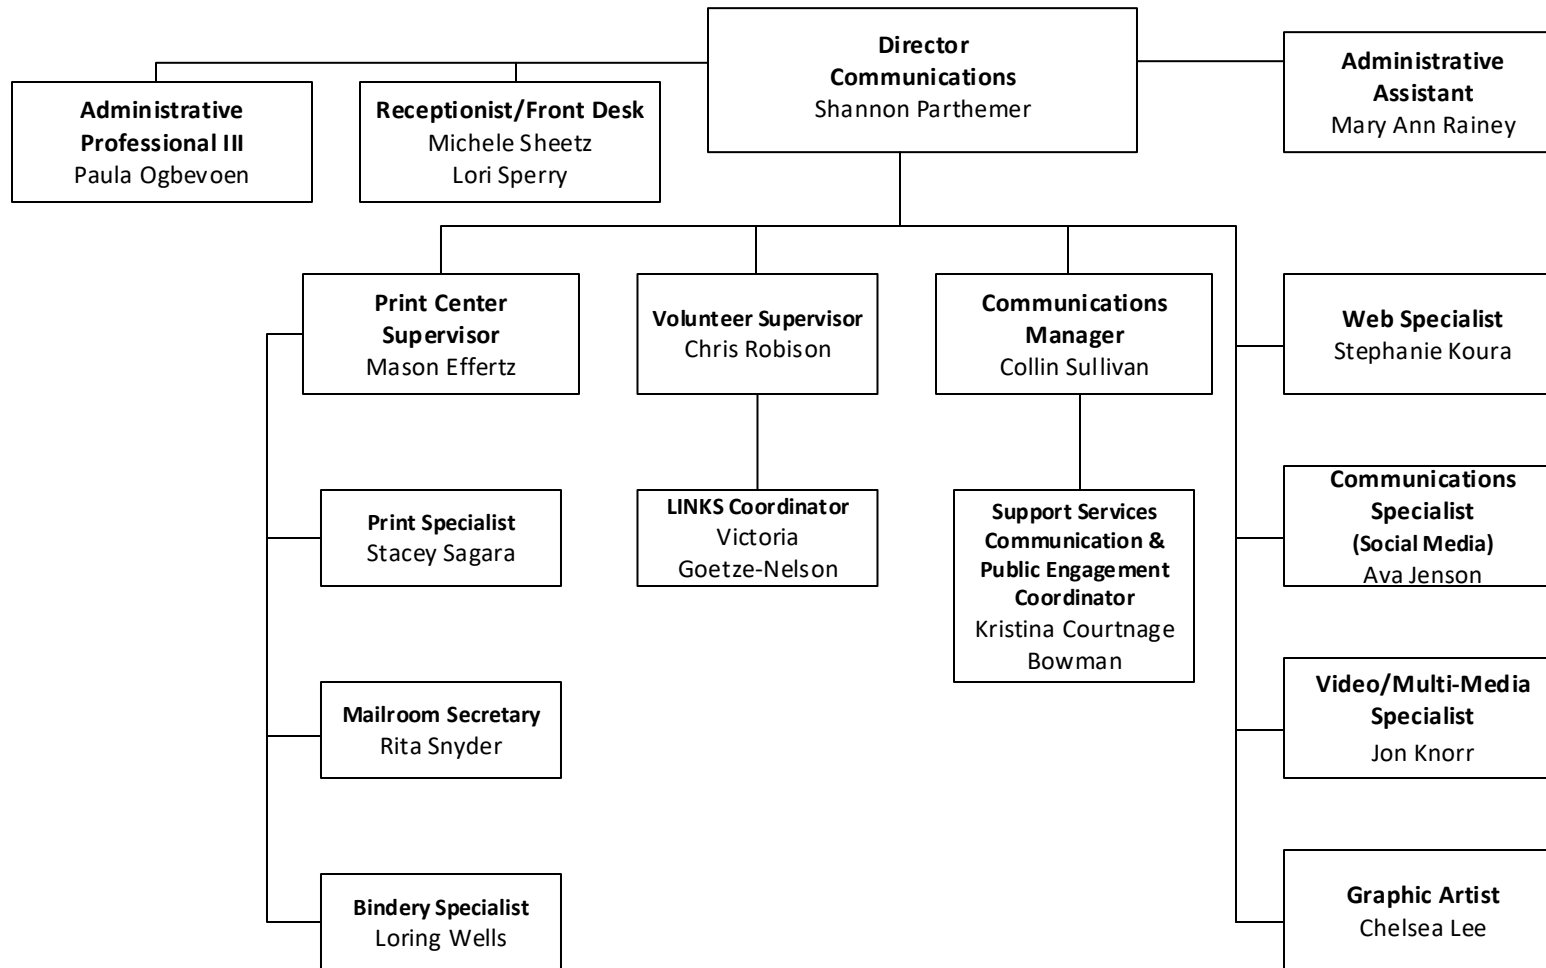 Director
Communications
Shannon Parthemer
Administrative
Assistant
Mary Ann Rainey
Administrative
Professional III
Paula Ogbevoen
Receptionist/Front Desk
Michele Sheetz
Lori Sperry
Print Center
Supervisor
Mason Effertz
Volunteer Supervisor
Chris Robison
Communications
Manager
Collin Sullivan
Web Specialist
Stephanie Koura
Print Specialist
Stacey Sagara
LINKS Coordinator
Victoria
Goetze-Nelson
Support Services
Communication &
Public Engagement
Coordinator
Kristina Courtnage
Bowman
Communications
Specialist
(Social Media)
Ava Jenson
Mailroom Secretary
Rita Snyder
Video/Multi-Media
Specialist
Jon Knorr
Bindery Specialist
Loring Wells
Graphic Artist
Chelsea Lee